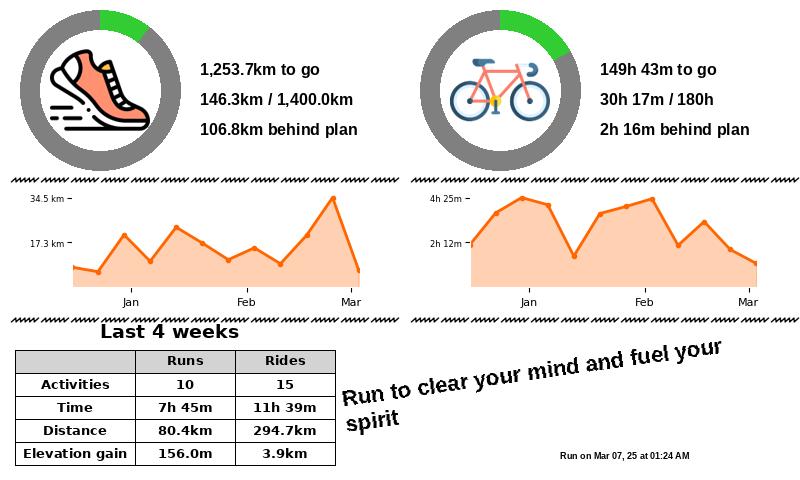 1,253.7km to go
146.3km / 1,400.0km
106.8km behind plan
149h 43m to go
30h 17m / 180h
2h 16m behind plan
34.5 km
17.3 km
Jan Feb Mar
4h 25m
2h 12m
Jan Feb Mar
Last 4 weeks
Runs Rides
Activities 10 15
Time 7h 45m 11h 39m
Distance 80.4km 294.7km
Elevation gain 156.0m 3.9km
Run to clear your mind and fuel your
spirit
Run on Mar 07, 25 at 01:24 AM